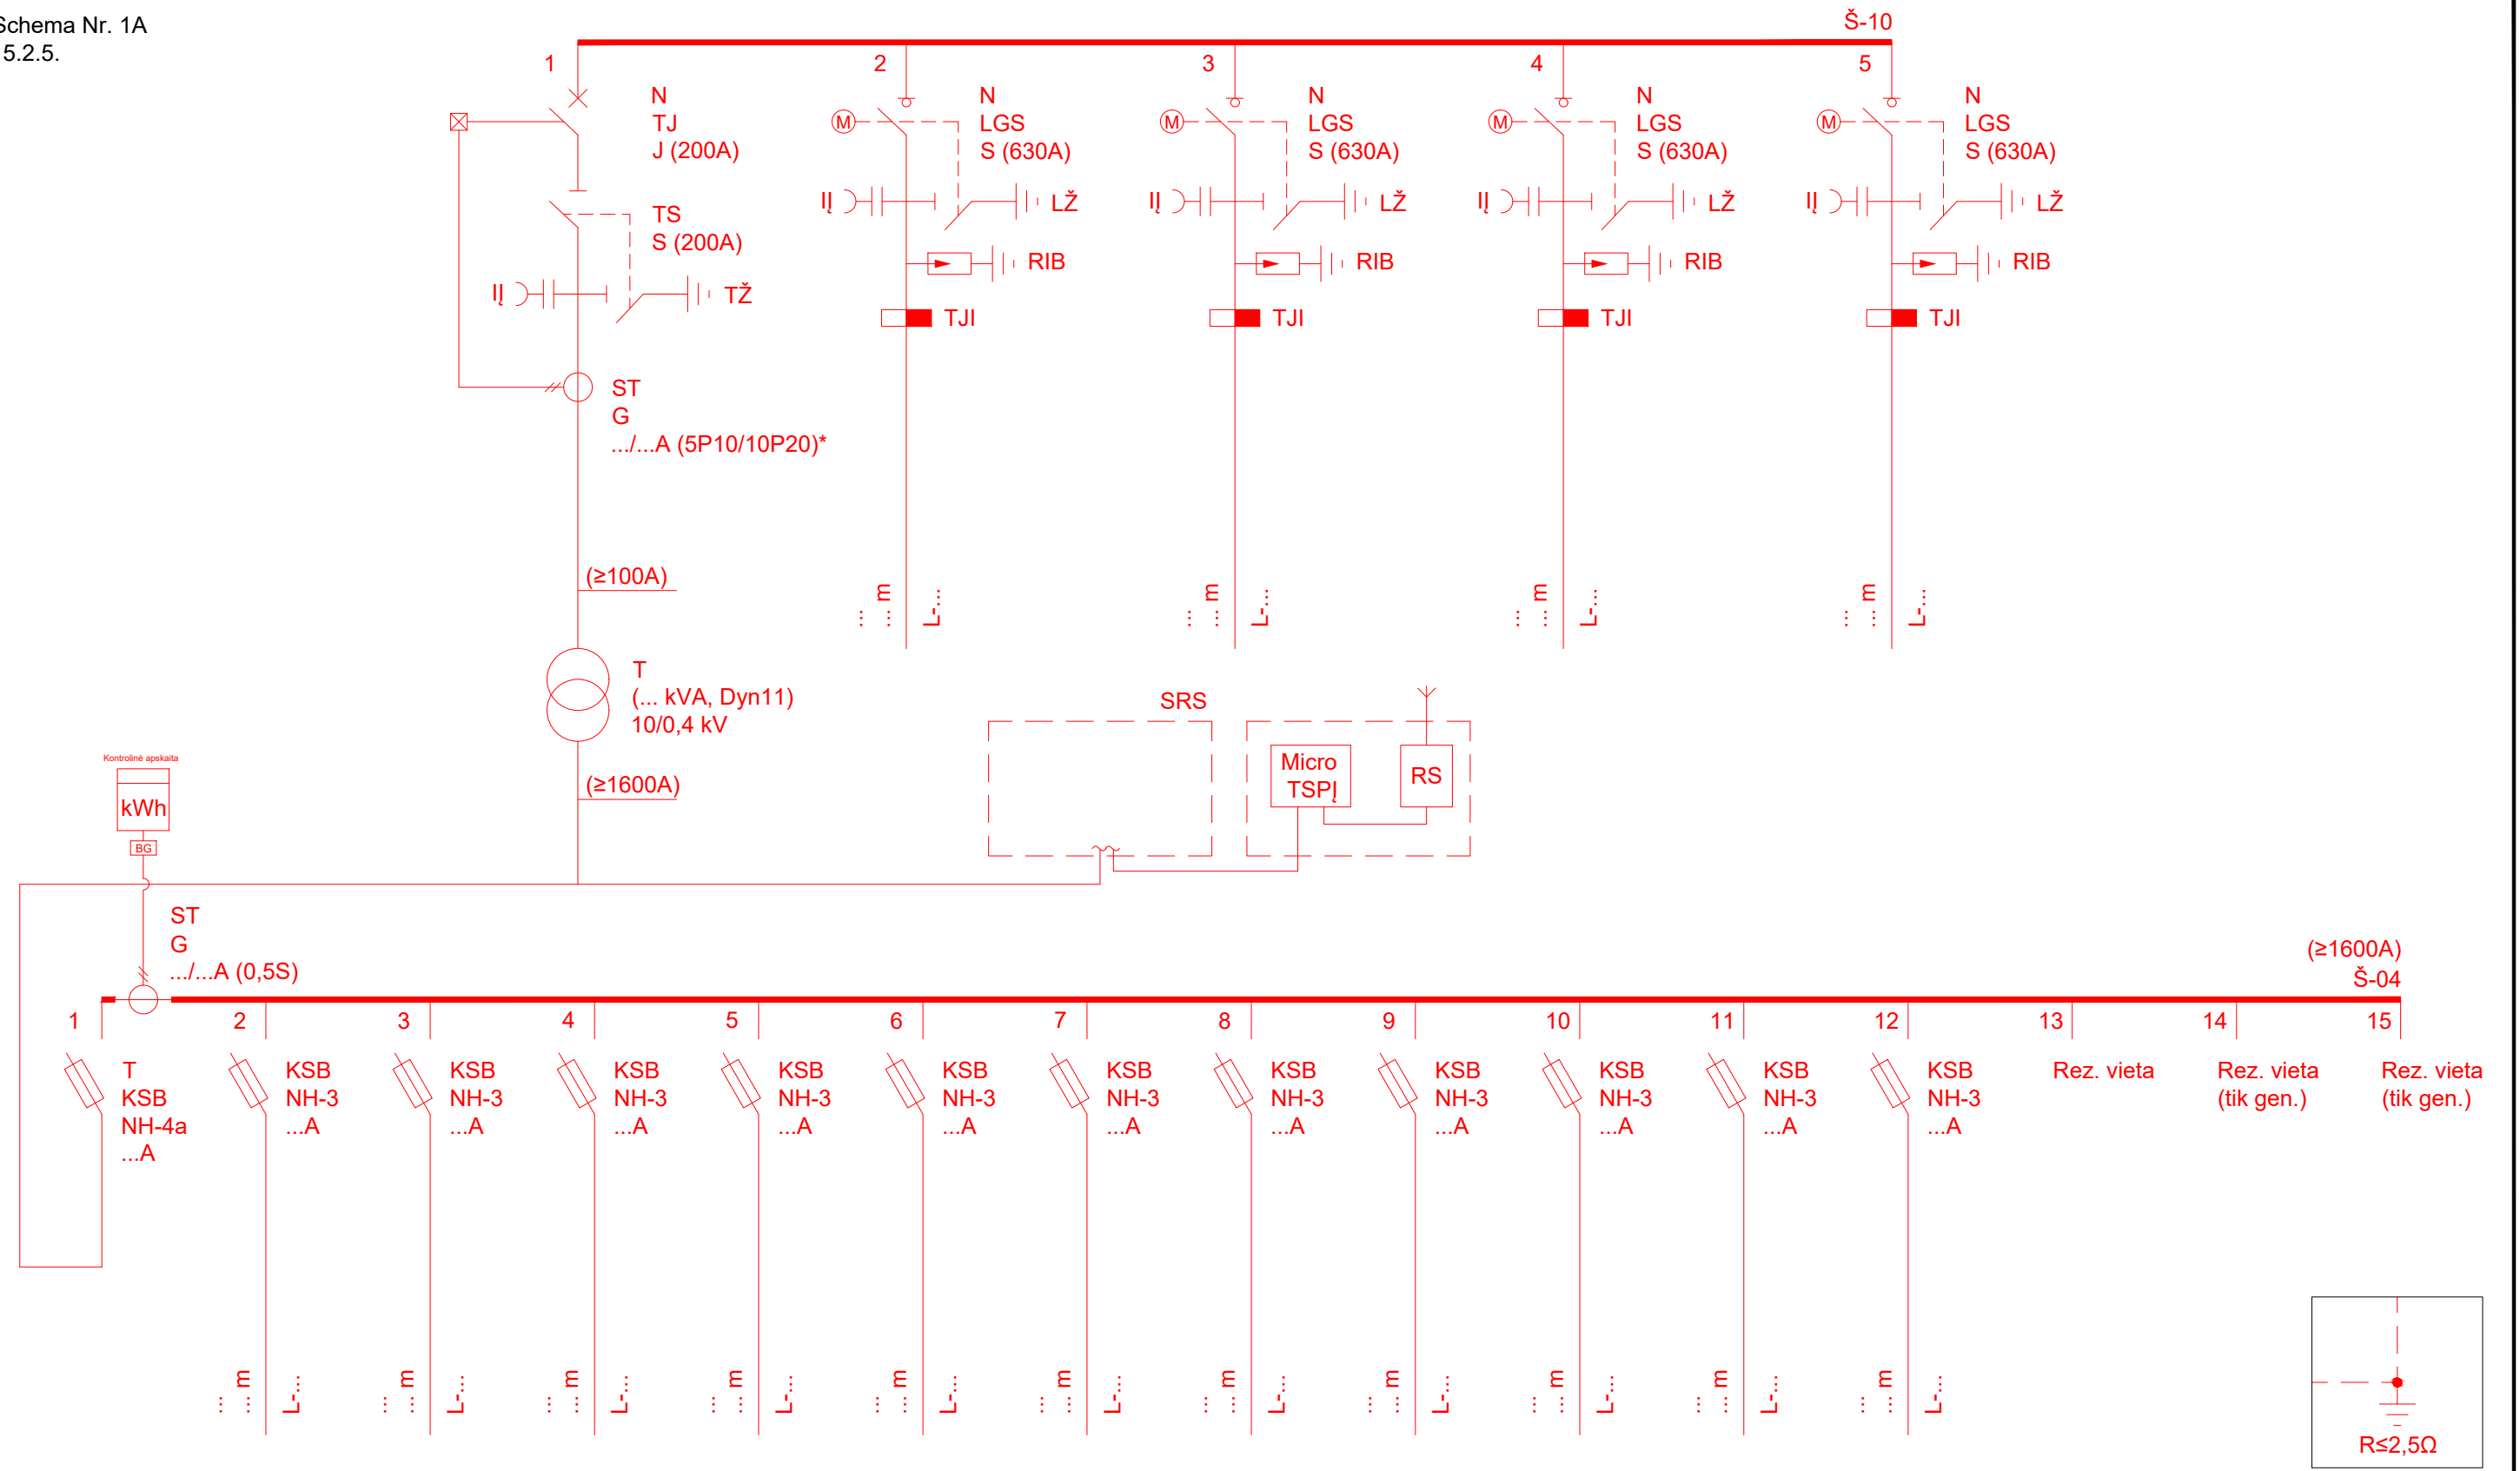 Schema Nr. 1A
5.2.5.
Š-10
1
2
3
4
5
N
TJ
J (200A)
N
LGS
S (630A)
N
LGS
S (630A)
N
LGS
S (630A)
N
LGS
S (630A)
M
M
M
M
TS
S (200A)
IĮ
LŽ
IĮ
LŽ
IĮ
LŽ
IĮ
LŽ
RIB
RIB
RIB
RIB
IĮ
TŽ
TJI
TJI
TJI
TJI
ST
G
.../...A (5P10/10P20)*
(≥100A)
...
... m
L-...
...
... m
L-...
...
... m
L-...
...
... m
L-...
T
(... kVA, Dyn11)
10/0,4 kV
SRS
Micro
TSPĮ
RS
(≥1600A)
Kontrolinė apskaita
kWh
BG
ST
G
.../...A (0,5S)
(≥1600A)
Š-04
1
2
3
4
5
6
7
8
9
10
11
12
13
14
15
T
KSB
NH-4a
...A
KSB
NH-3
...A
KSB
NH-3
...A
KSB
NH-3
...A
KSB
NH-3
...A
KSB
NH-3
...A
KSB
NH-3
...A
KSB
NH-3
...A
KSB
NH-3
...A
KSB
NH-3
...A
KSB
NH-3
...A
KSB
NH-3
...A
Rez. vieta
Rez. vieta
(tik gen.)
Rez. vieta
(tik gen.)
...
... m
L-...
...
... m
L-...
...
... m
L-...
...
... m
L-...
...
... m
L-...
...
... m
L-...
...
... m
L-...
...
... m
L-...
...
... m
L-...
...
... m
L-...
...
... m
L-...
R≤2,5Ω